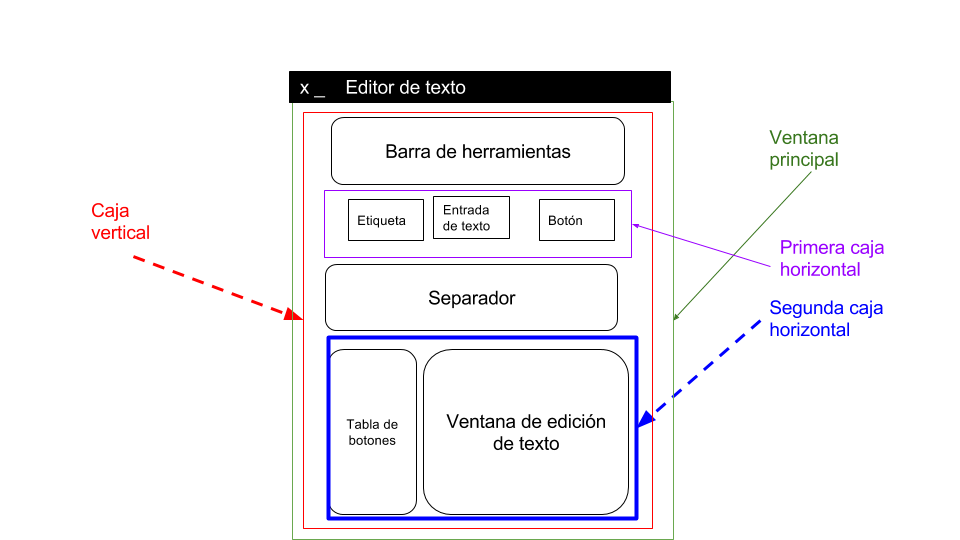 x _ Editor de texto
Barra de herramientas
Ventana
principal
Caja
vertical
Etiqueta
Entrada
de texto
Botón
Primera caja
horizontal
Separador
Segunda caja
horizontal
Tabla de
botones
Ventana de edición
de texto